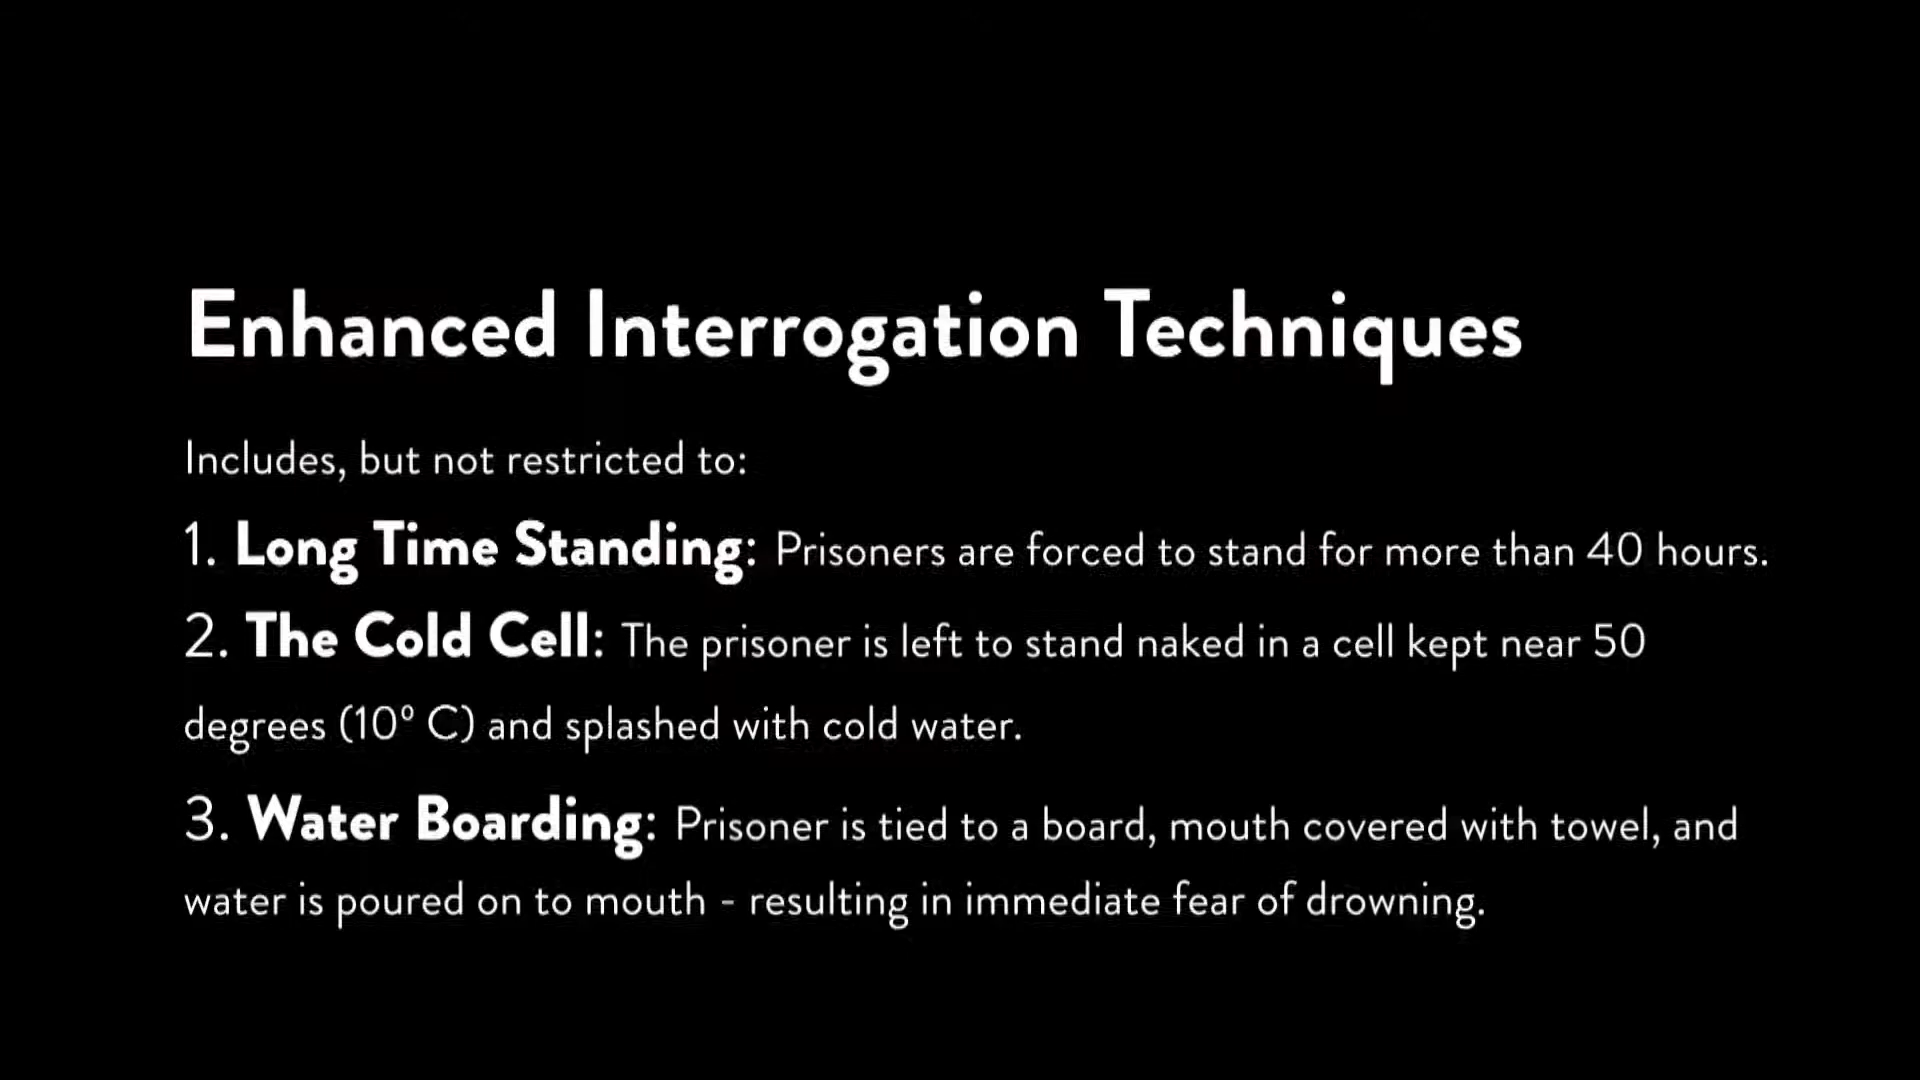 Enhanced Interrogation Techniques
Includes, but not restricted to:
1. Long Time Standing: Prisoners are forced to stand for more than 40 hours.
2. The Cold Cell: The prisoner is left to stand naked in a cell kept near 50
degrees (10º C) and splashed with cold water.
3. Water Boarding: Prisoner is tied to a board, mouth covered with towel, and
water is poured on to mouth - resulting in immediate fear of drowning.